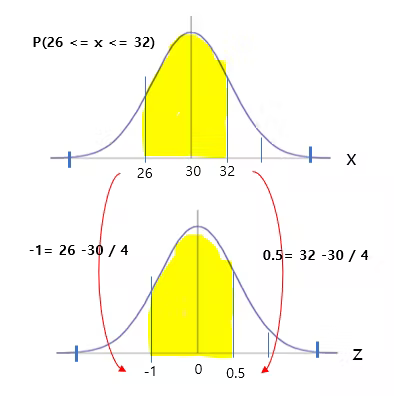 P(26 <= x <= 32)
X
26 30 32
-1= 26 -30 / 4
0.5= 32 -30 / 4
Z
-1 0 0.5